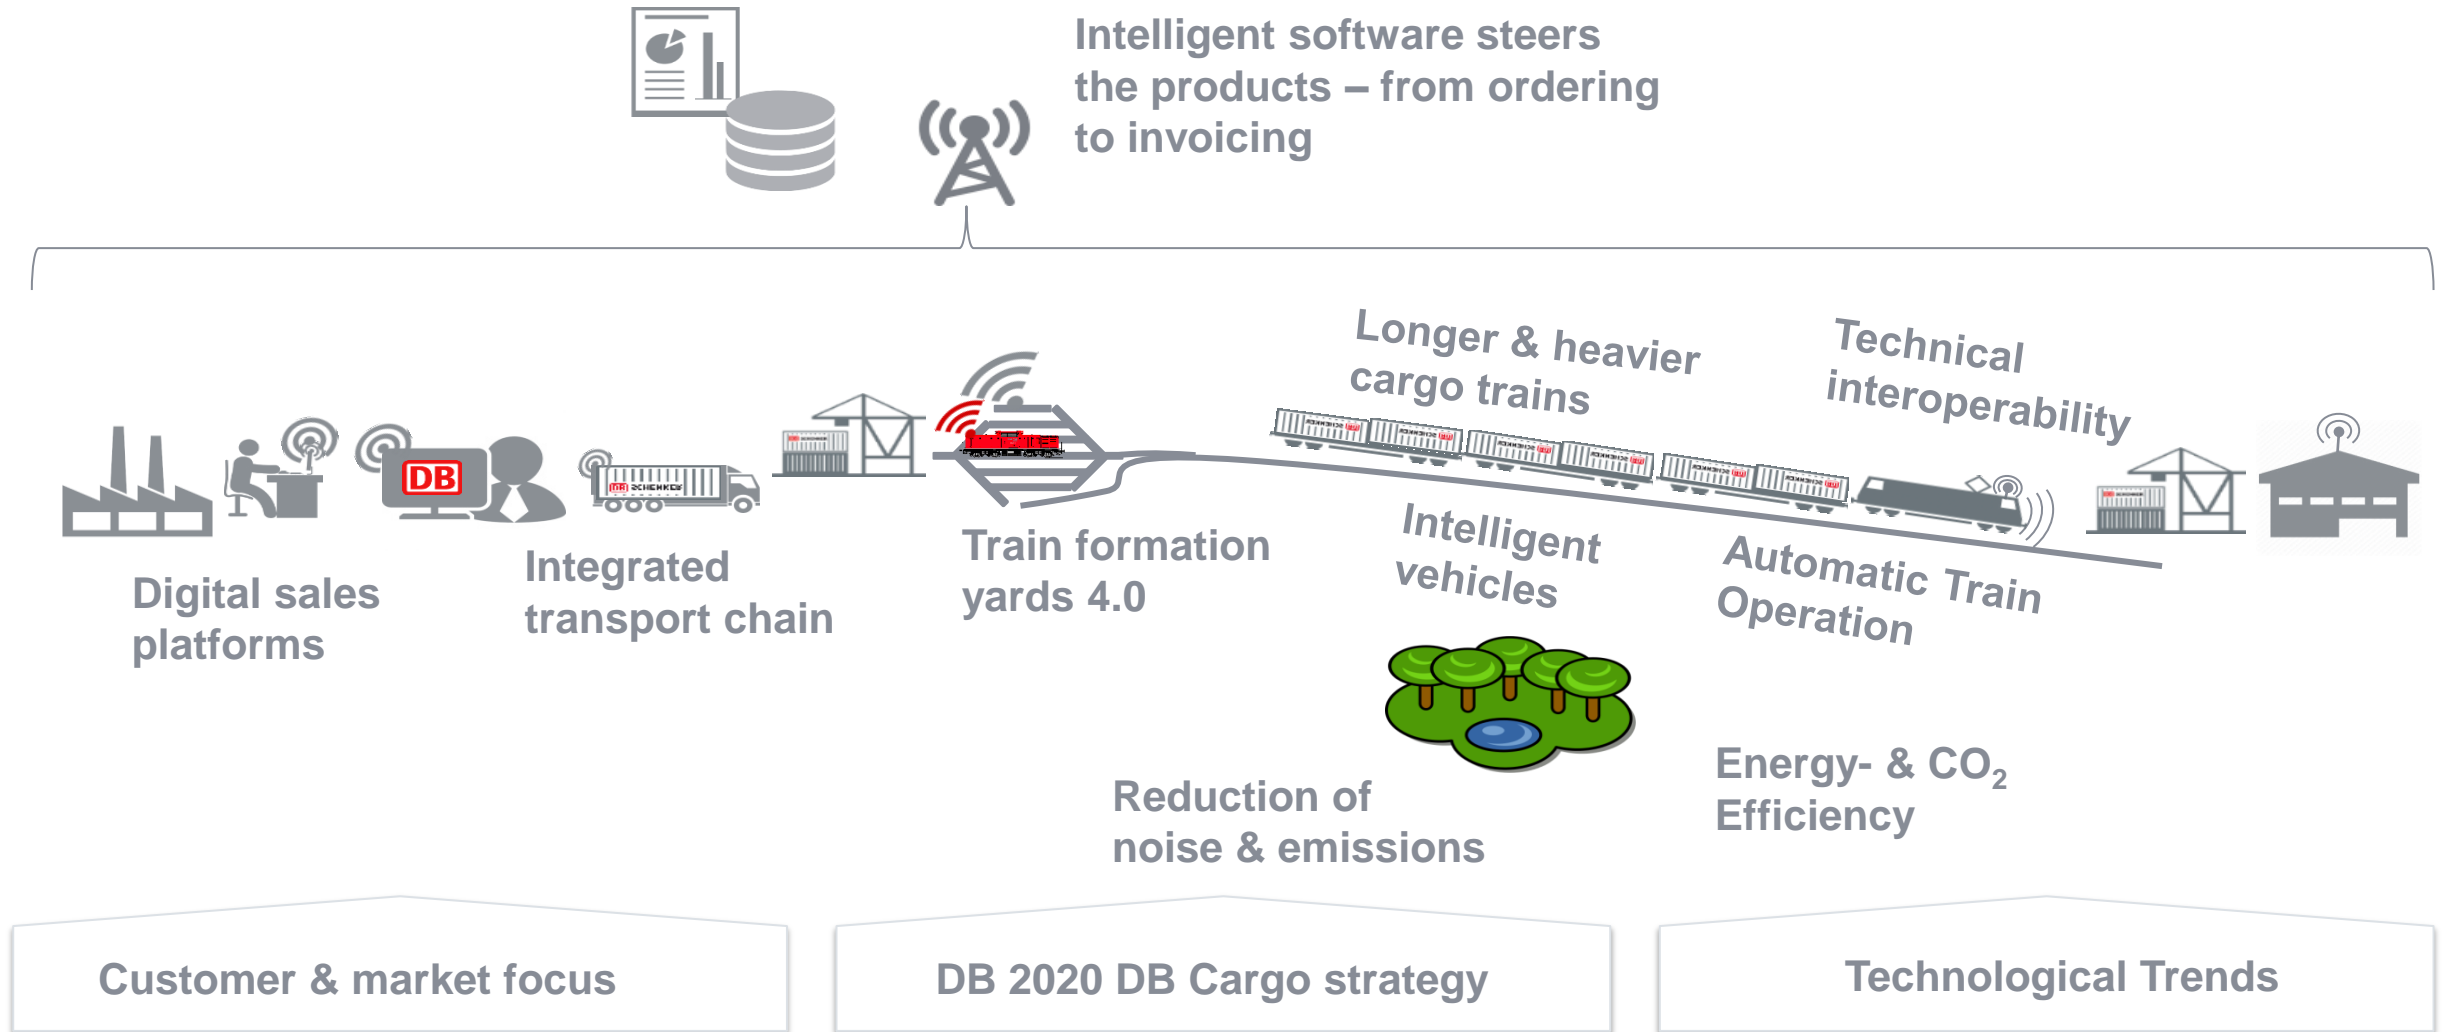 Intelligent software steers
the products – from ordering
to invoicing
Longer & heavier
cargo trains
Technical
interoperability
DB
DB SCHENKER
Train formation
yards 4.0
Intelligent
vehicles
Automatic Train
Operation
Integrated
transport chain
Digital sales
platforms
Energy- & CO₂
Efficiency
Reduction of
noise & emissions
Customer & market focus
DB 2020 DB Cargo strategy
Technological Trends